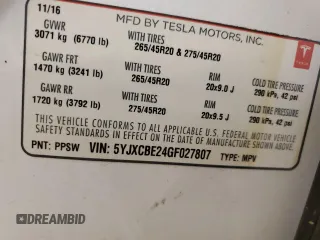 11/16
MFD BY TESLA MOTORS, INC.
GVWR
3071 kg (6770 lb)
WITH TIRES
265/45R20 & 275/45R20
GAWR FRT
1470 kg (3241 lb)
WITH TIRES
265/45R20
RIM
20x9.0 J
COLD TIRE PRESSURE
290 kPa, 42 psi
GAWR RR
1720 kg (3792 lb)
WITH TIRES
275/45R20
RIM
20x9.5 J
COLD TIRE PRESSURE
290 kPa, 42 psi
THIS VEHICLE CONFORMS TO ALL APPLICABLE U.S. FEDERAL MOTOR VEHICLE
SAFETY STANDARDS IN EFFECT ON THE DATE OF MANUFACTURE SHOWN ABOVE.
PNT: PPSW VIN: 5YJXCBE24GF027807 TYPE: MPV
TESLA
DREAMBID